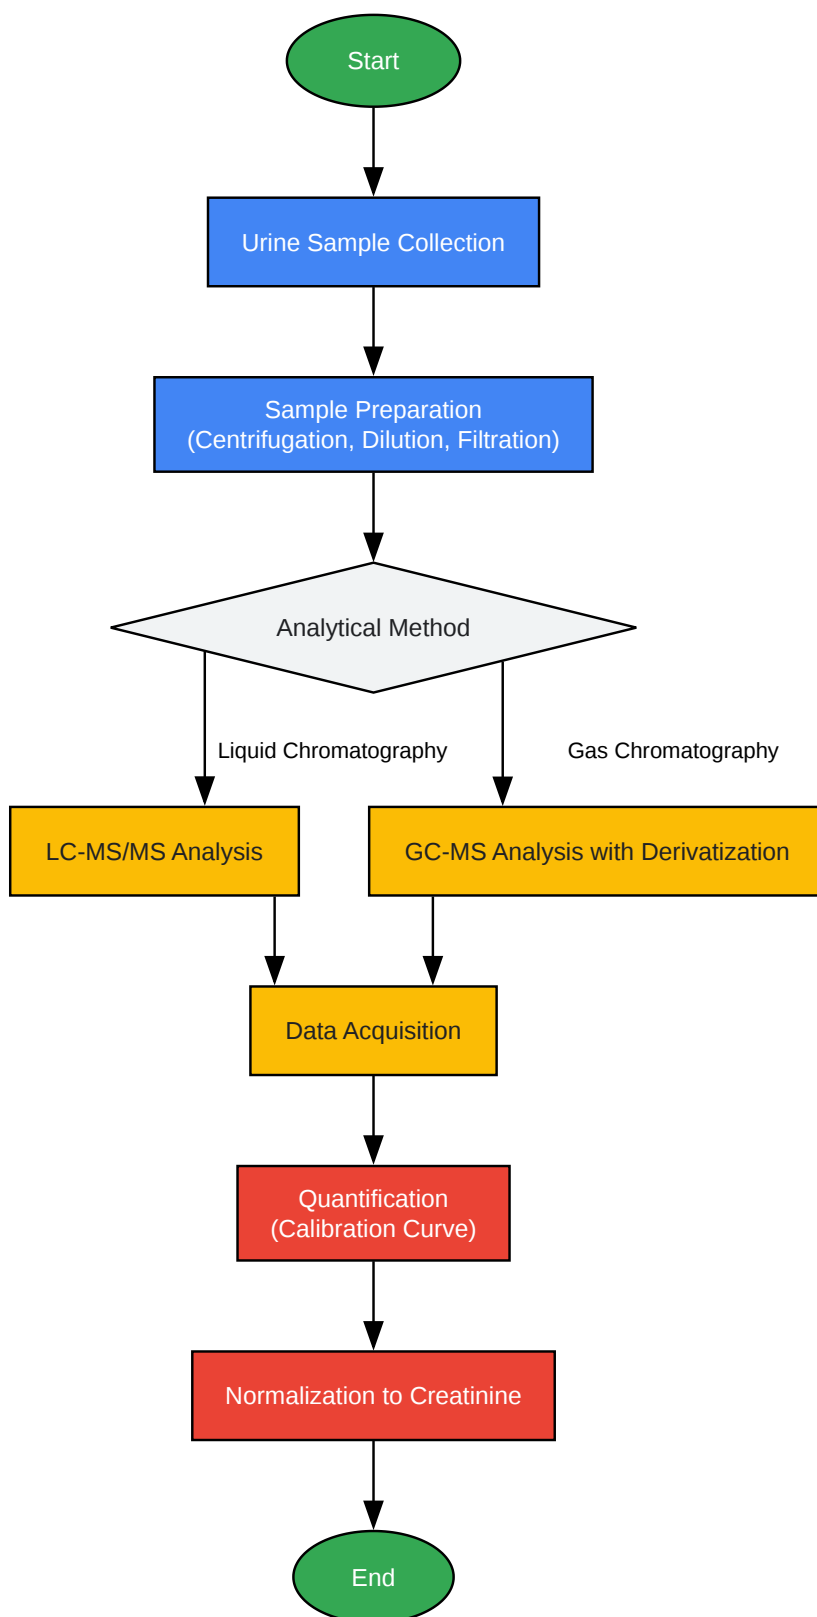 Start
Urine Sample Collection
Sample Preparation
(Centrifugation, Dilution, Filtration)
Analytical Method
Liquid Chromatography
Gas Chromatography
LC-MS/MS Analysis
GC-MS Analysis with Derivatization
Data Acquisition
Quantification
(Calibration Curve)
Normalization to Creatinine
End